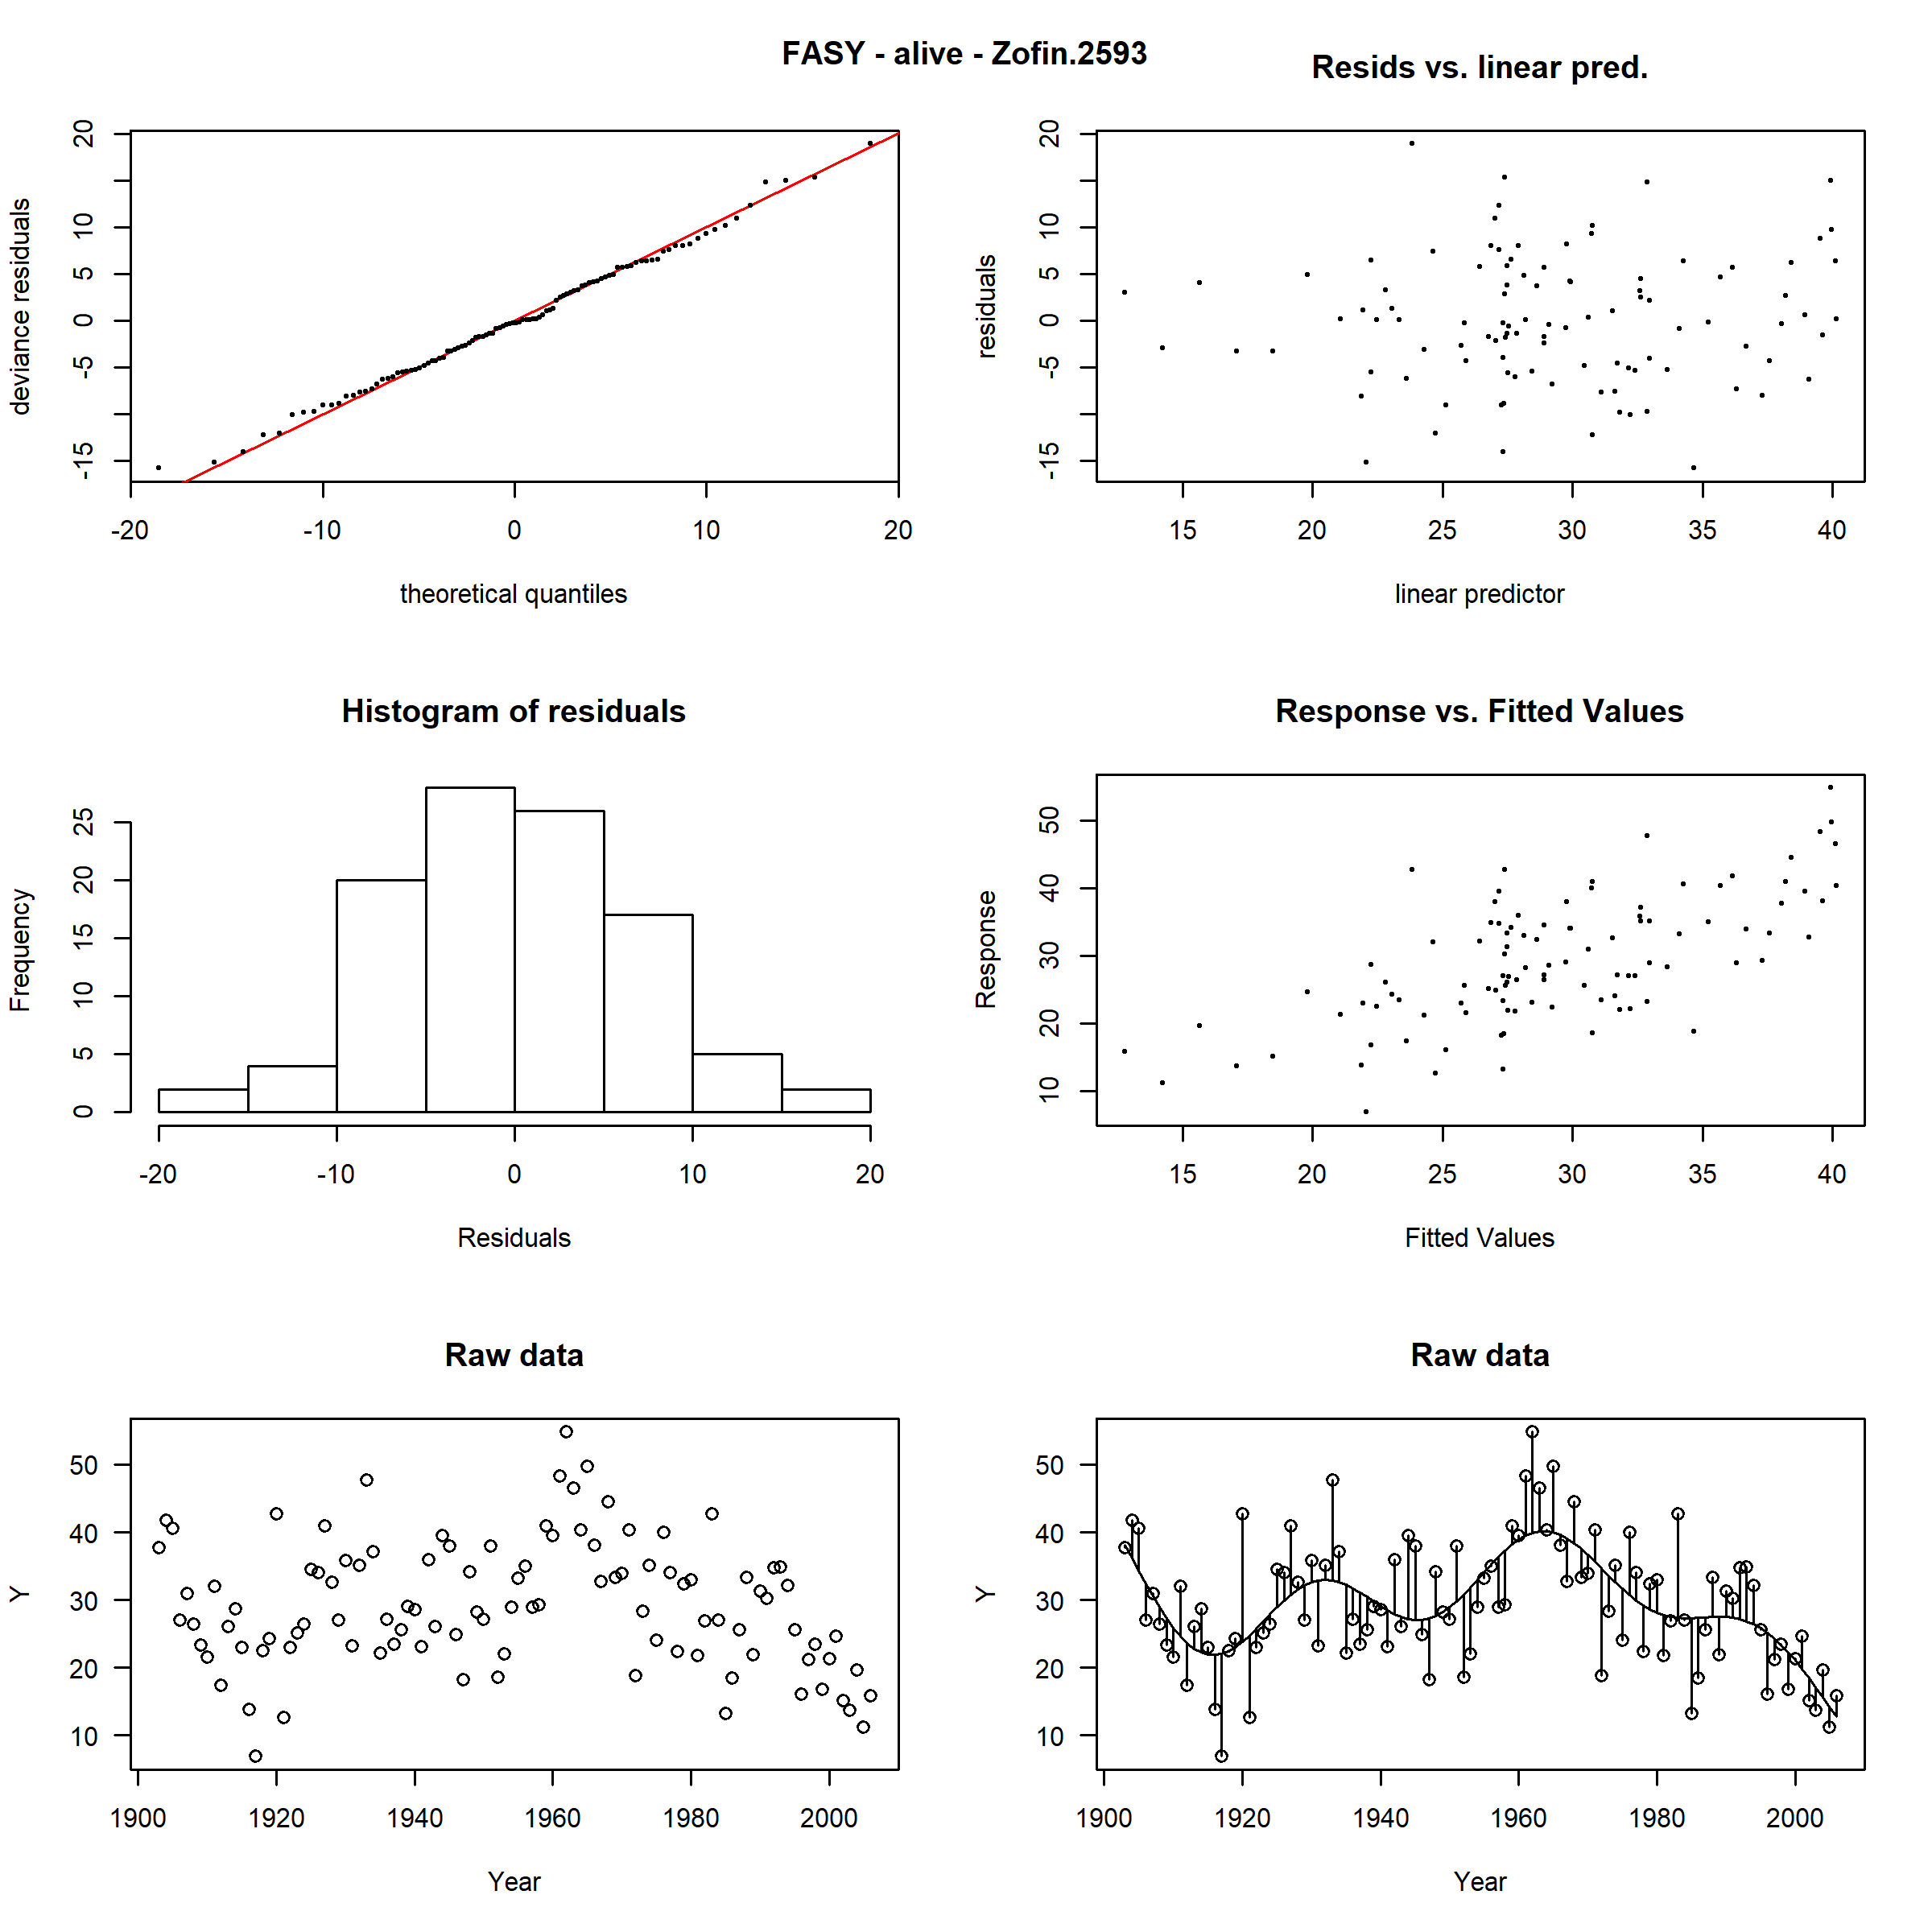 FASY - alive - Zofin.2593
Resids vs. linear pred.
deviance residuals
-15 -5 0 5 10 20
-20 -10 0 10 20
theoretical quantiles
residuals
-15 -5 0 5 10 20
15 20 25 30 35 40
linear predictor
Histogram of residuals
Frequency
0 5 10 15 20 25
-20 -10 0 10 20
Residuals
Response vs. Fitted Values
Response
10 20 30 40 50
15 20 25 30 35 40
Fitted Values
Raw data
Y
50
40
30
20
10
1900 1920 1940 1960 1980 2000
Year
Raw data
Y
50
40
30
20
10
1900 1920 1940 1960 1980 2000
Year